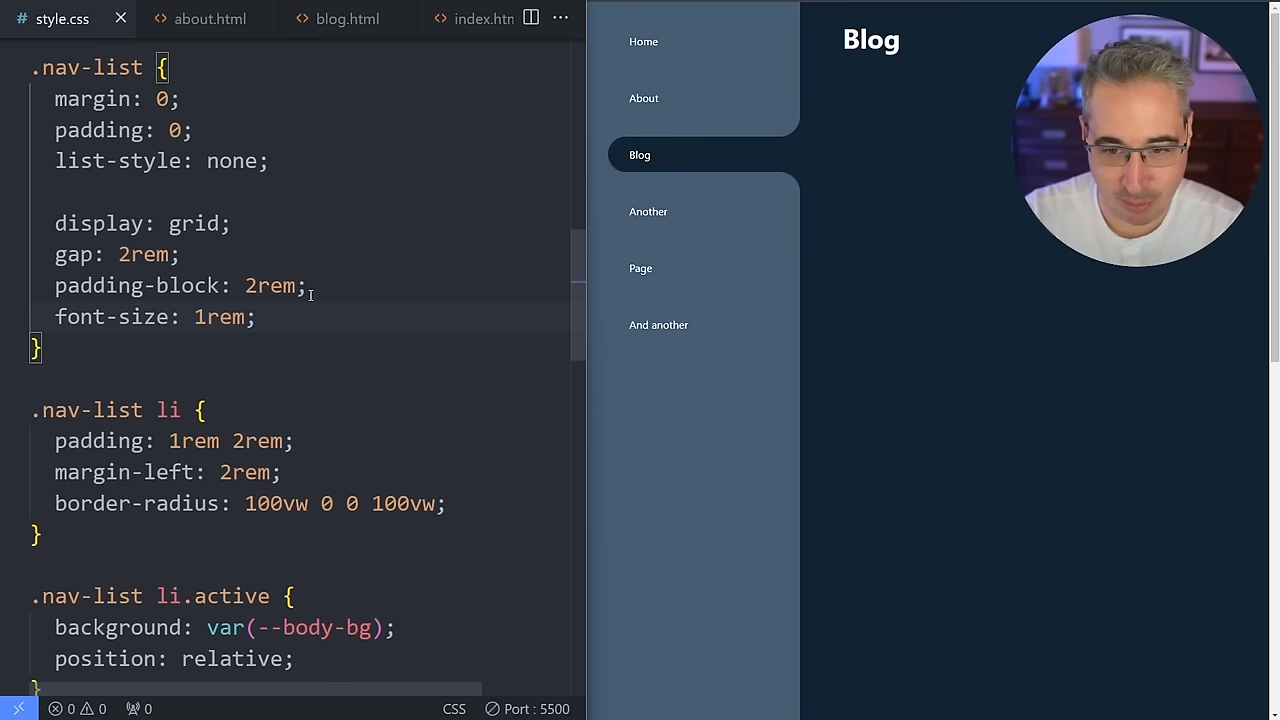 # style.css
<> about.html
<> blog.html
<> index.htm
.nav-list {
margin: 0;
padding: 0;
list-style: none;
display: grid;
gap: 2rem;
padding-block: 2rem;
font-size: 1rem;
}
.nav-list li {
padding: 1rem 2rem;
margin-left: 2rem;
border-radius: 100vw 0 0 100vw;
}
.nav-list li.active {
background: var(--body-bg);
position: relative;
}
0 0 0
CSS
Port : 5500
Home
About
Blog
Another
Page
And another
Blog